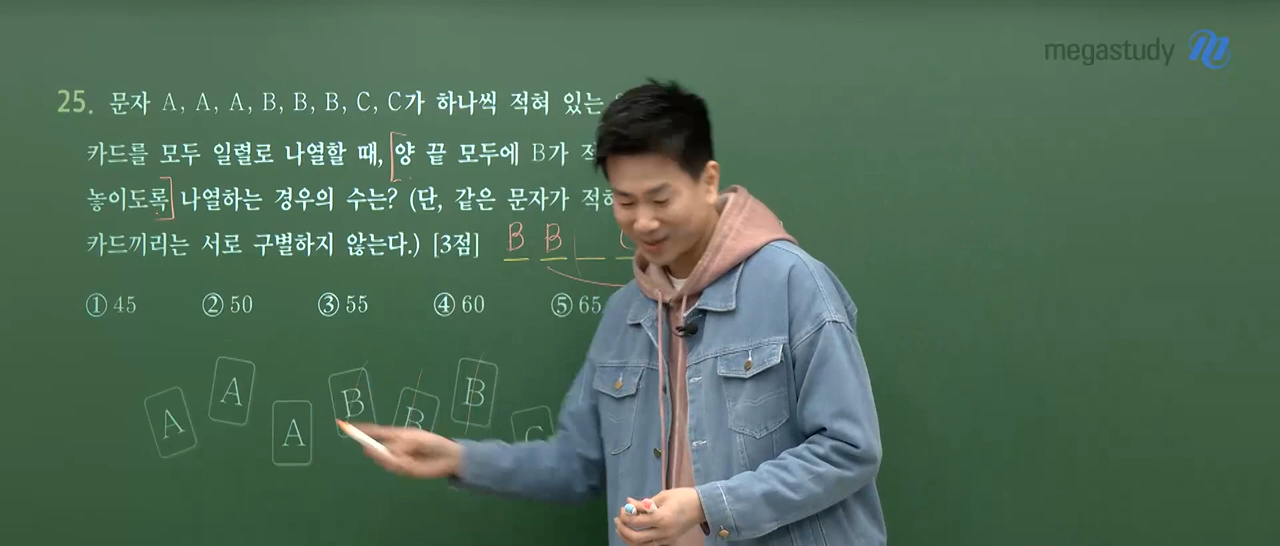 megastudy
25. 문자 A, A, A, B, B, B, C, C가 하나씩 적혀 있는
카드를 모두 일렬로 나열할 때, 양 끝 모두에 B가
놓이도록 나열하는 경우의 수는? (단, 같은 문자가
카드끼리는 서로 구별하지 않는다.) [3점]
B B
① 45 ② 50 ③ 55 ④ 60 ⑤ 65
A A A B B B C